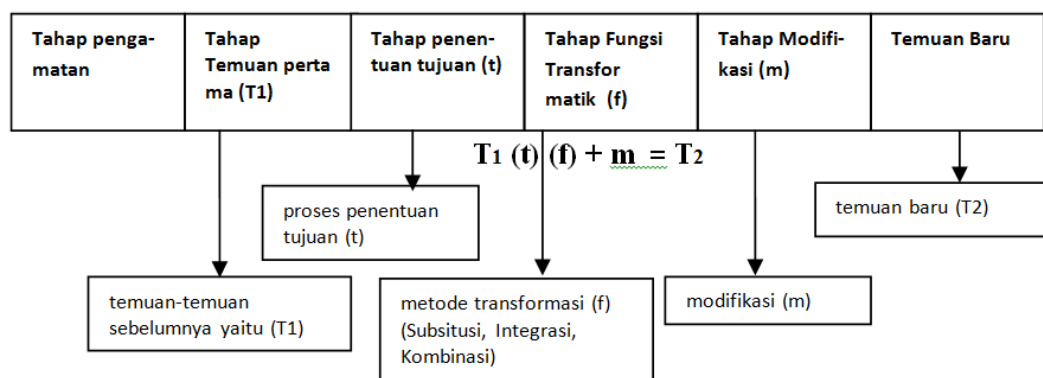 Tahap penga-
matan
Tahap
Temuan perta
ma (T1)
Tahap penen-
tuan tujuan (t)
Tahap Fungsi
Transfor
matik (f)
Tahap Modifi-
kasi (m)
Temuan Baru
T1 (t) (f) + m = T2
proses penentuan
tujuan (t)
temuan baru (T2)
temuan-temuan
sebelumnya yaitu (T1)
metode transformasi (f)
(Subsitusi, Integrasi,
Kombinasi)
modifikasi (m)